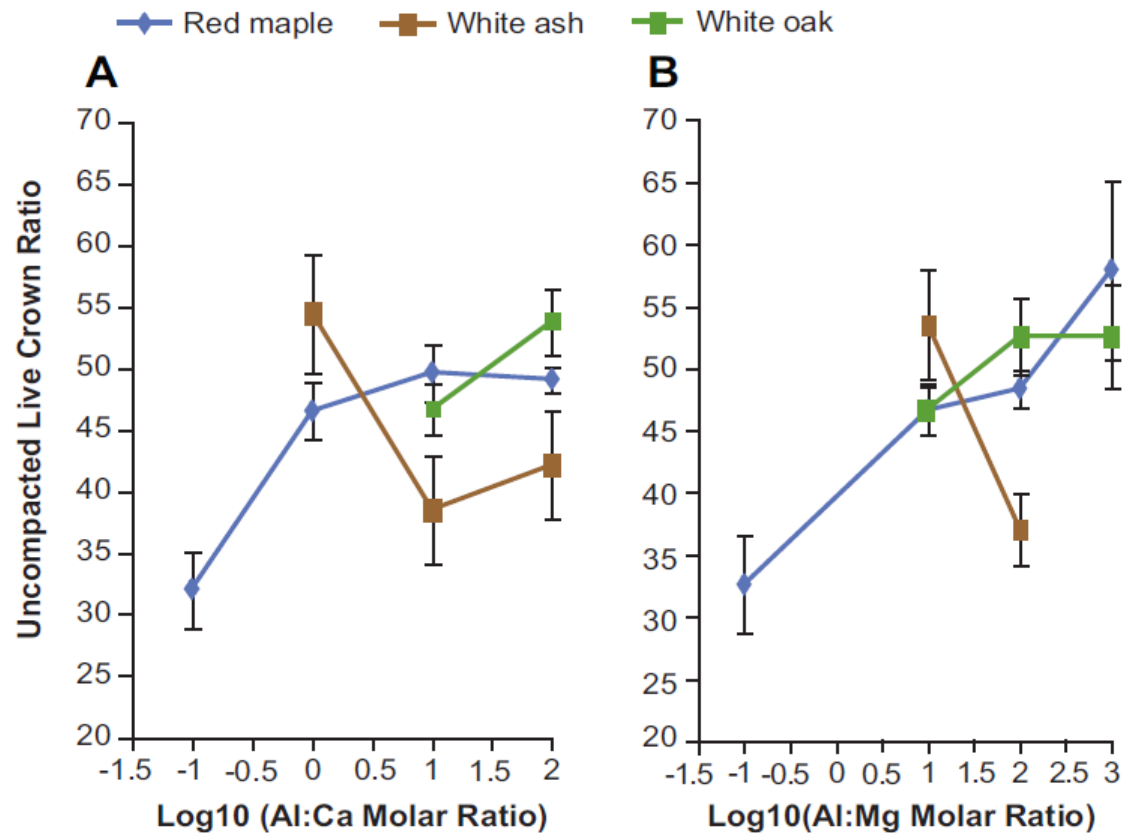 Red maple White ash White oak
A
B
Uncompacted Live Crown Ratio
70
65
60
55
50
45
40
35
30
25
20
-1.5 -1 -0.5 0 0.5 1 1.5 2
Log10 (Al:Ca Molar Ratio)
70
65
60
55
50
45
40
35
30
25
20
-1.5 -1 -0.5 0 0.5 1 1.5 2 2.5 3
Log10(Al:Mg Molar Ratio)